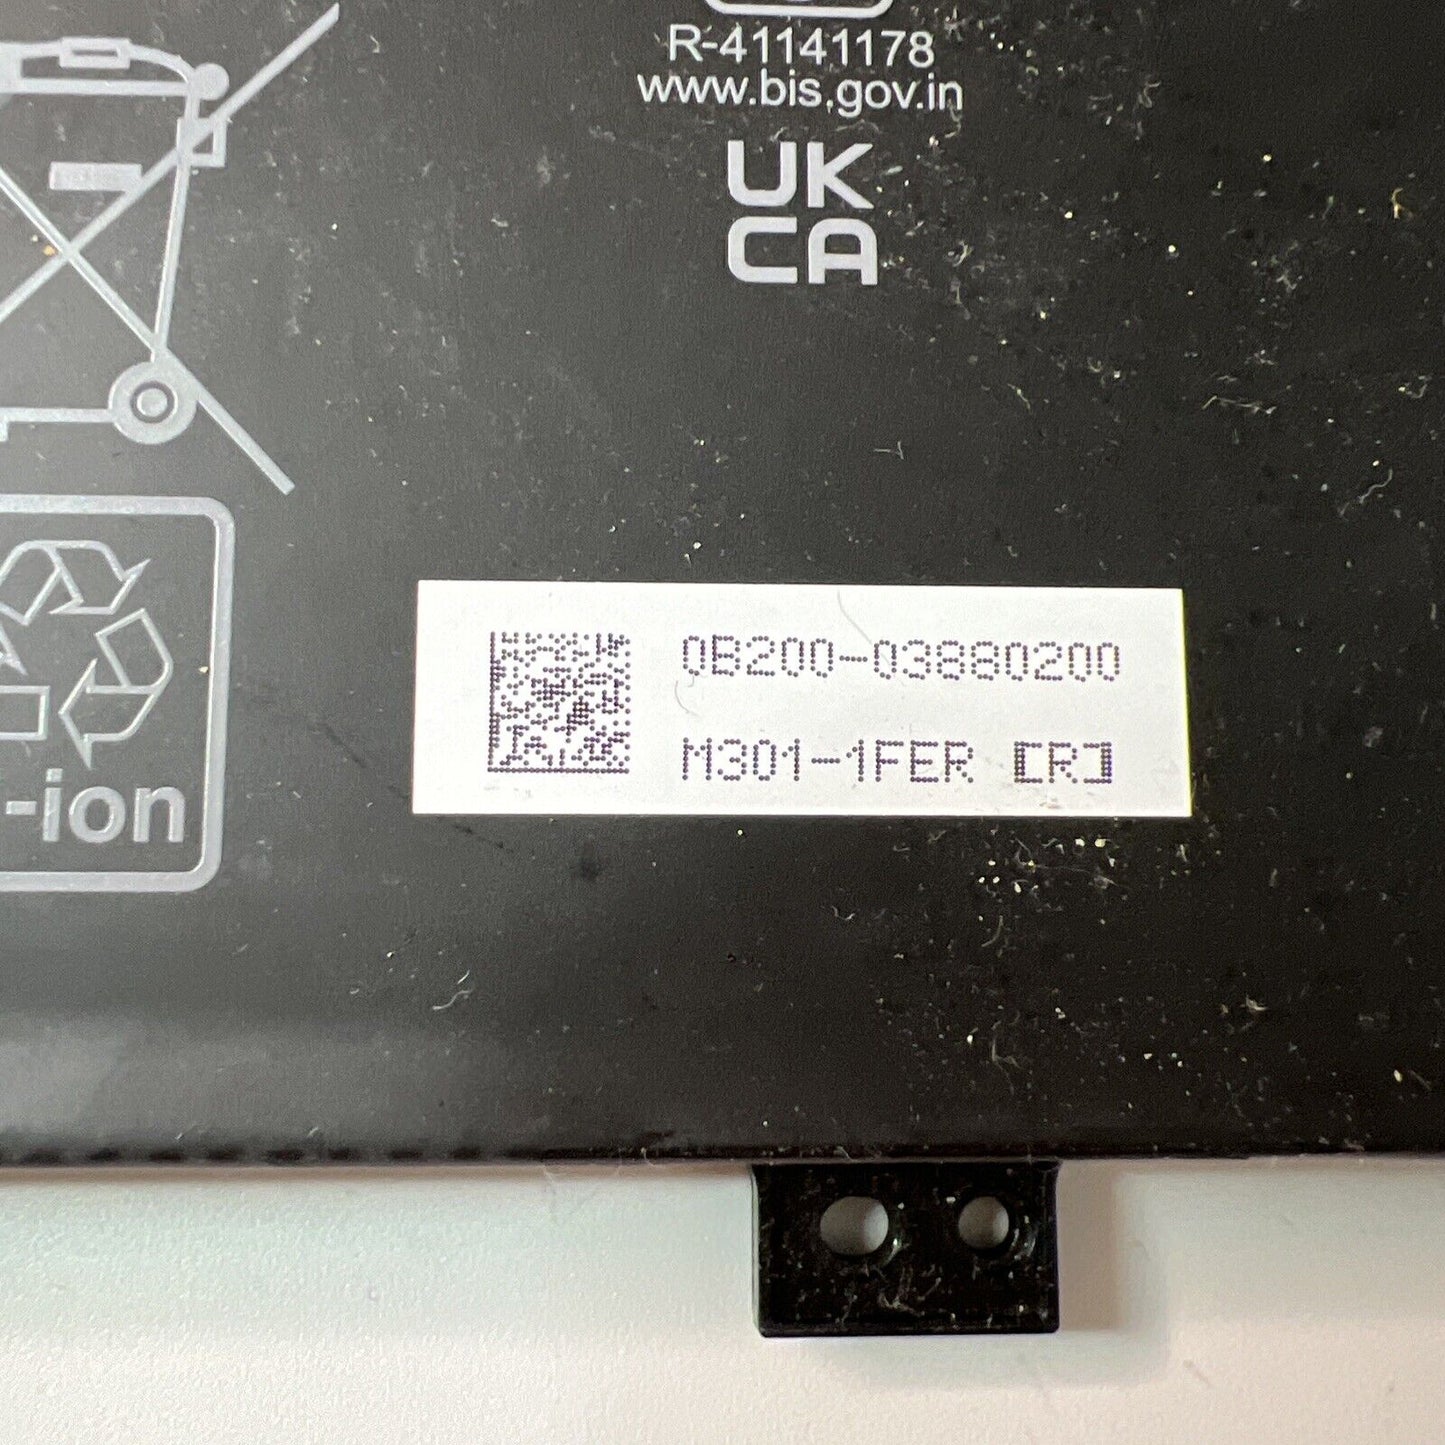 R-41141178
www.bis.gov.in
UK
CA
0B200-03880200
M301-1FER [R]
-ion